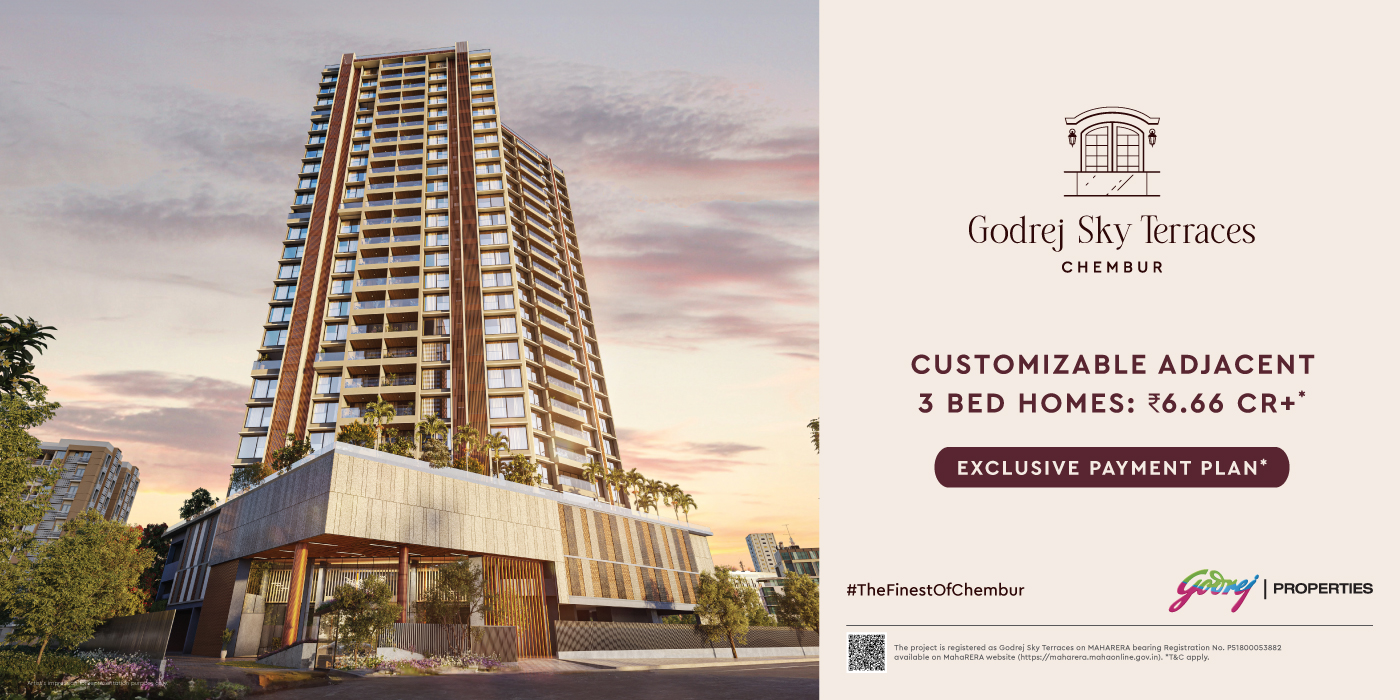 Godrej Sky Terraces
CHEMBUR
CUSTOMIZABLE ADJACENT
3 BED HOMES: ₹6.66 CR+*
EXCLUSIVE PAYMENT PLAN*
#TheFinestOfChembur
Godrej | PROPERTIES
The project is registered as Godrej Sky Terraces on MAHARERA bearing Registration No. P51800053882
available on MahaRERA website (https://maharera.mahaonline.gov.in). *T&C apply.
Artist's impression